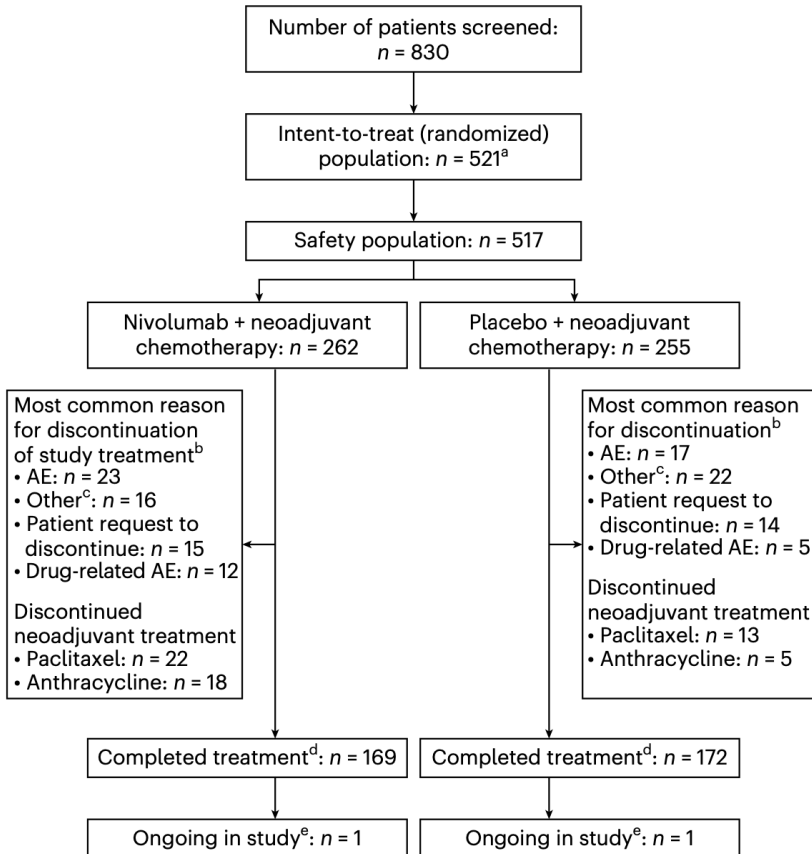 Number of patients screened:
n = 830
Intent-to-treat (randomized)
population: n = 521a
Safety population: n = 517
Nivolumab + neoadjuvant
chemotherapy: n = 262
Placebo + neoadjuvant
chemotherapy: n = 255
Most common reason
for discontinuation
of study treatmentb
• AE: n = 23
• Otherc: n = 16
• Patient request to
discontinue: n = 15
• Drug-related AE: n = 12
Discontinued
neoadjuvant treatment
• Paclitaxel: n = 22
• Anthracycline: n = 18
Most common reason
for discontinuationb
• AE: n = 17
• Otherc: n = 22
• Patient request to
discontinue: n = 14
• Drug-related AE: n = 5
Discontinued
neoadjuvant treatment
• Paclitaxel: n = 13
• Anthracycline: n = 5
Completed treatmentd: n = 169
Completed treatmentd: n = 172
Ongoing in studye: n = 1
Ongoing in studye: n = 1